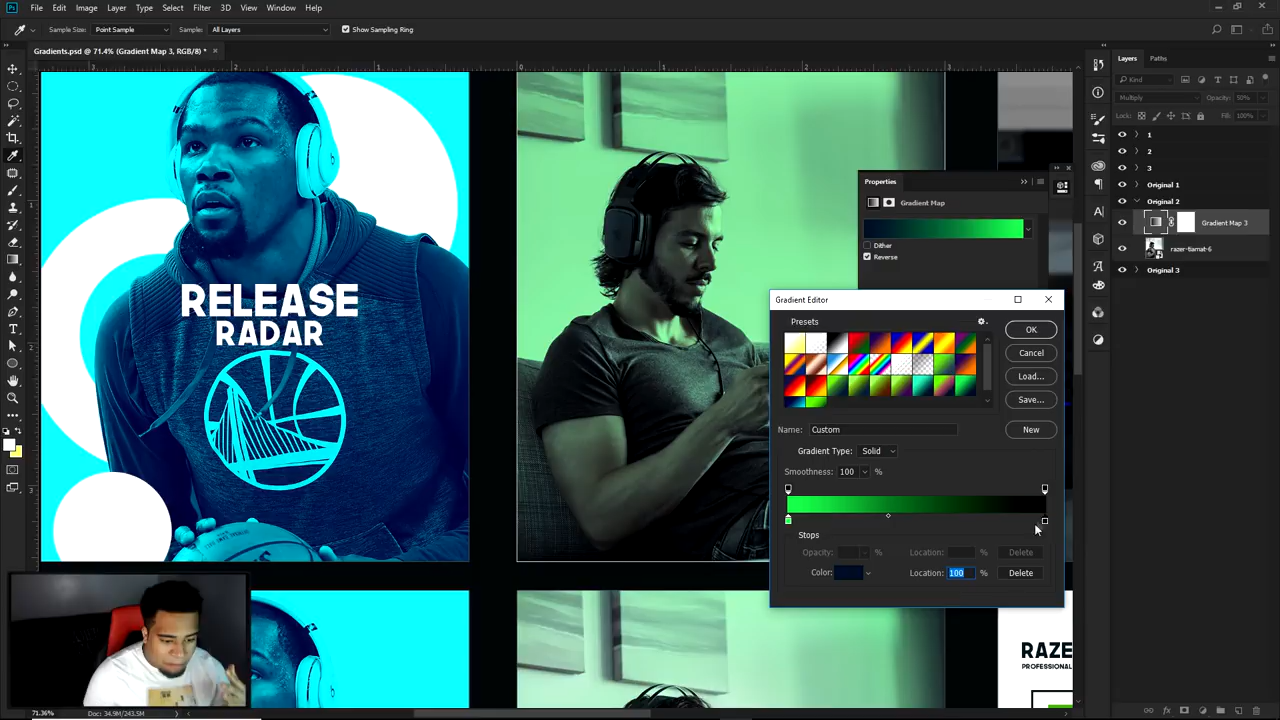 Ps File Edit Image Layer Type Select Filter 3D View Window Help
Sample Size: Point Sample Sample: All Layers Show Sampling Ring
Gradients.psd @ 71.4% (Gradient Map 3, RGB/8) *
RELEASE
RADAR
Properties
Gradient Map
Dither
Reverse
Gradient Editor
Presets
OK
Cancel
Load...
Save...
Name: Custom
New
Gradient Type: Solid
Smoothness: 100 %
Stops
Opacity: % Location: % Delete
Color: Location: 100 % Delete
RAZE
PROFESSIONAL
Layers Paths
Kind
Multiply Opacity: 50%
Lock: Fill: 100%
1
2
3
Original 1
Original 2
Gradient Map 3
razer-tiamat-6
Original 3
71.36% Doc: 34.9M/243.5M